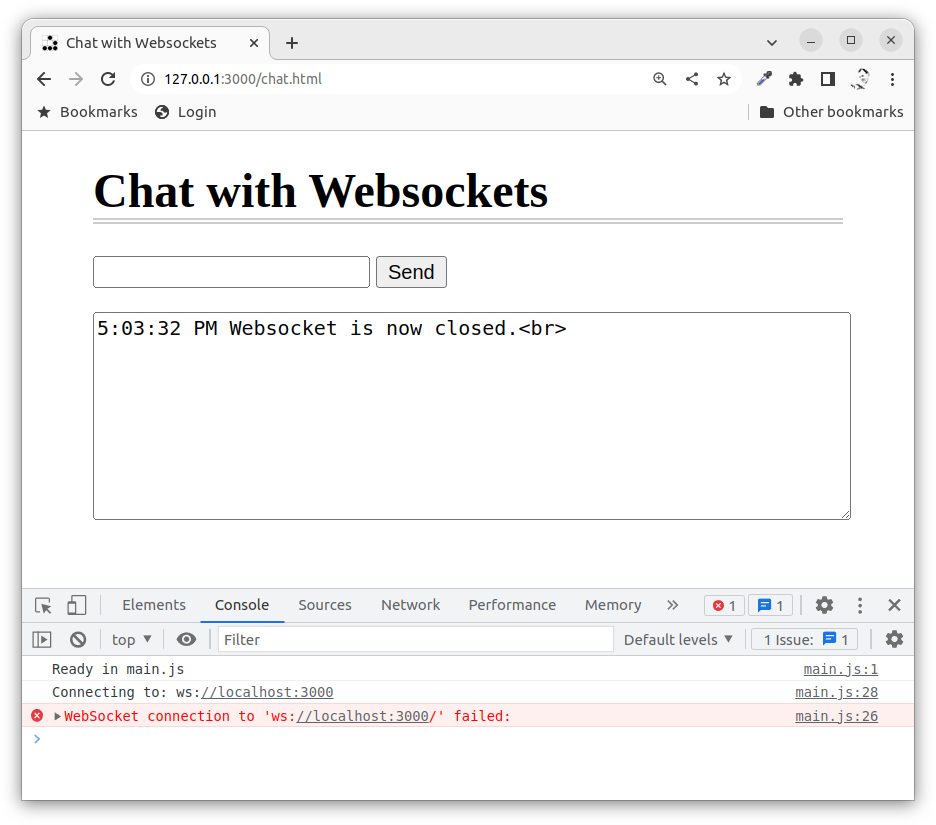 Chat with Websockets
127.0.0.1:3000/chat.html
Bookmarks Login Other bookmarks
Chat with Websockets
Send
5:03:32 PM Websocket is now closed.<br>
Elements Console Sources Network Performance Memory 1 1
top Filter Default levels 1 Issue: 1
Ready in main.js main.js:1
Connecting to: ws://localhost:3000 main.js:28
WebSocket connection to 'ws://localhost:3000/' failed: main.js:26